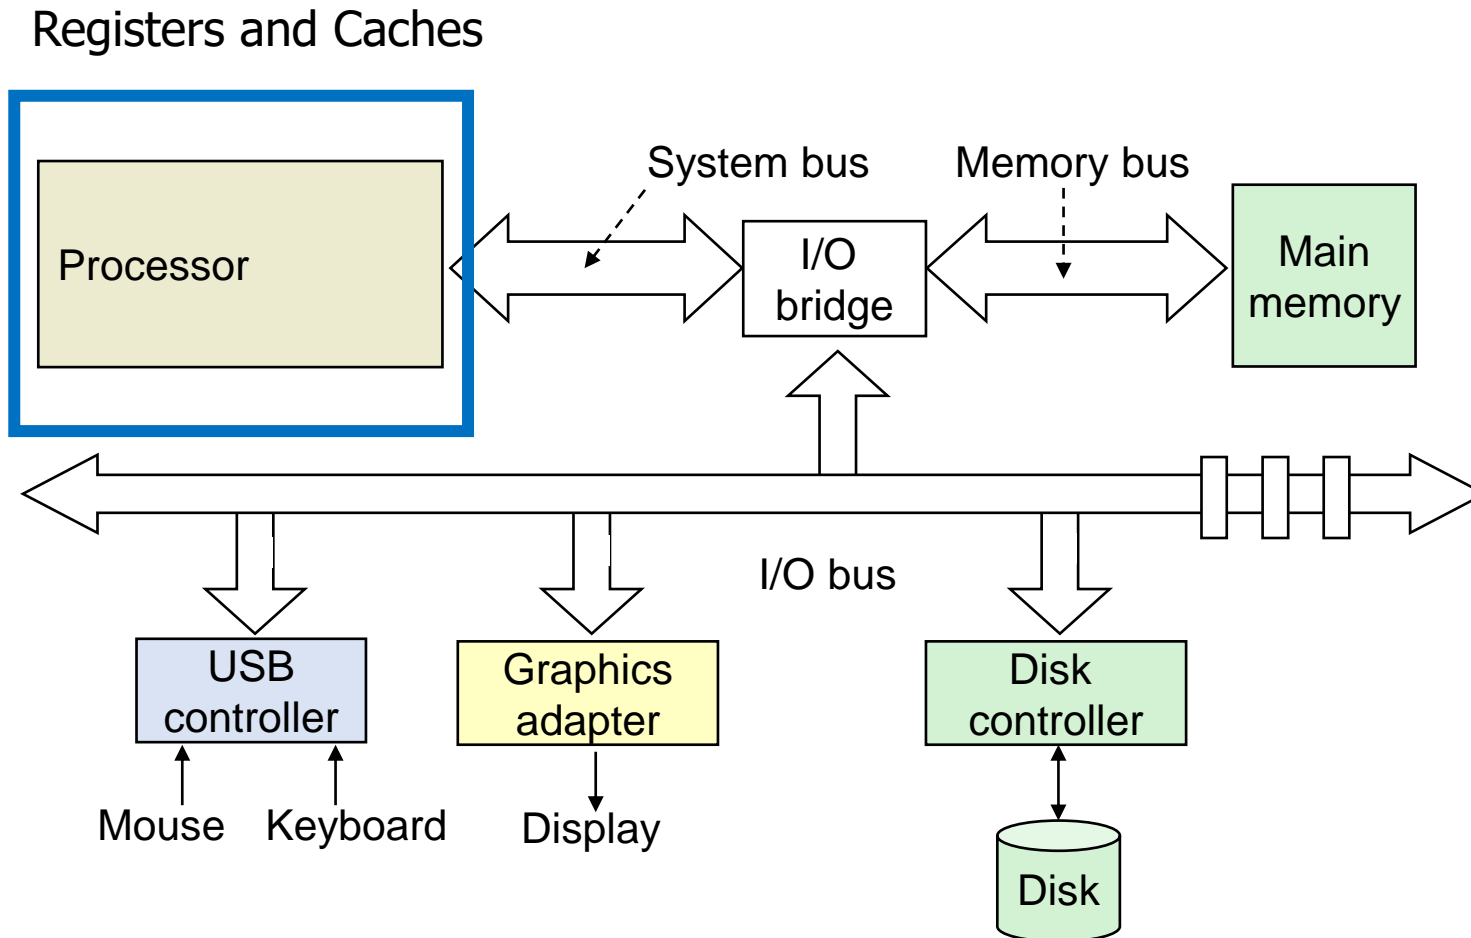 Registers and Caches
System bus
Memory bus
Processor
I/O
bridge
Main
memory
I/O bus
USB
controller
Graphics
adapter
Disk
controller
Mouse
Keyboard
Display
Disk